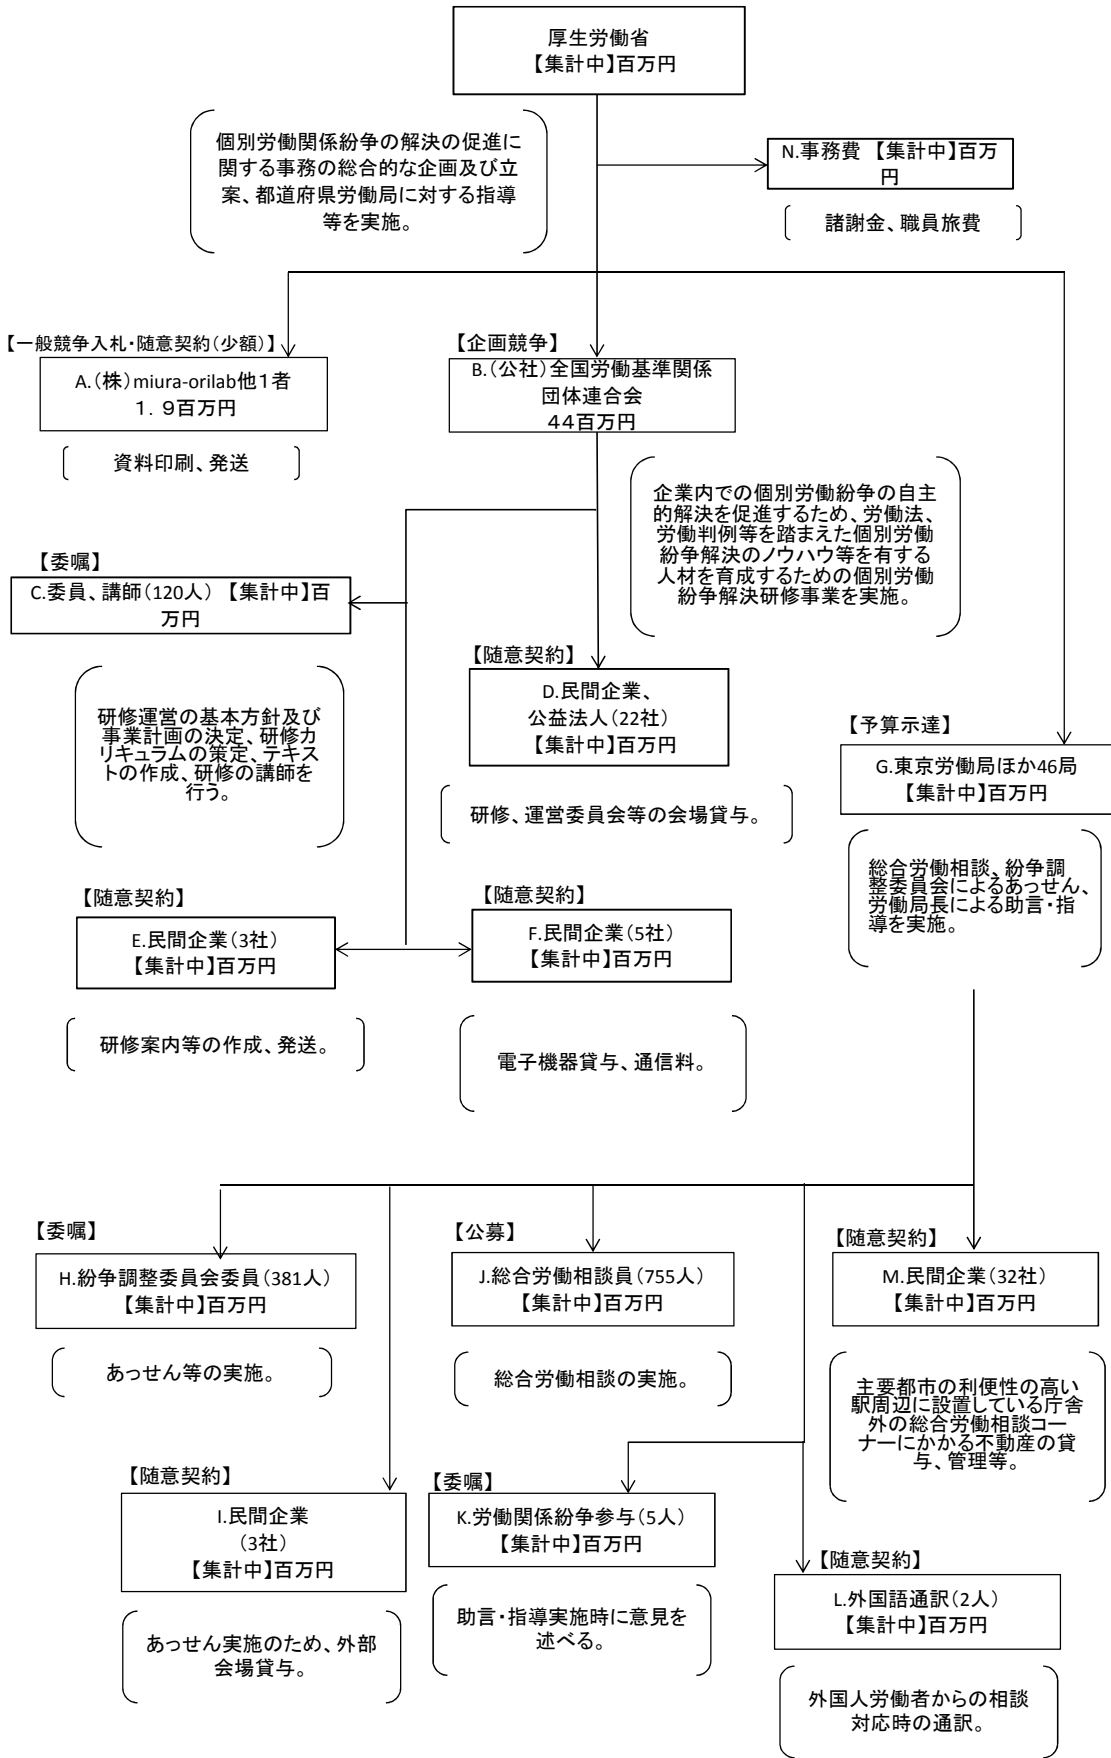 厚生労働省
【集計中】百万円
個別労働関係紛争の解決の促進に
関する事務の総合的な企画及び立
案、都道府県労働局に対する指導
等を実施。
N.事務費 【集計中】百万
円
諸謝金、職員旅費
【一般競争入札・随意契約(少額)】
A.(株)miura-orilab他1者
1.9百万円
資料印刷、発送
【企画競争】
B.(公社)全国労働基準関係
団体連合会
44百万円
企業内での個別労働紛争の自主
的解決を促進するため、労働法、
労働判例等を踏まえた個別労働
紛争解決のノウハウ等を有する
人材を育成するための個別労働
紛争解決研修事業を実施。
【委嘱】
C.委員、講師(120人) 【集計中】百
万円
研修運営の基本方針及び
事業計画の決定、研修カ
リキュラムの策定、テキス
トの作成、研修の講師を
行う。
【随意契約】
D.民間企業、
公益法人(22社)
【集計中】百万円
研修、運営委員会等の会場貸与。
【予算示達】
G.東京労働局ほか46局
【集計中】百万円
総合労働相談、紛争調
整委員会によるあっせん、
労働局長による助言・指
導を実施。
【随意契約】
E.民間企業(3社)
【集計中】百万円
研修案内等の作成、発送。
【随意契約】
F.民間企業(5社)
【集計中】百万円
電子機器貸与、通信料。
【委嘱】
H.紛争調整委員会委員(381人)
【集計中】百万円
あっせん等の実施。
【公募】
J.総合労働相談員(755人)
【集計中】百万円
総合労働相談の実施。
【随意契約】
M.民間企業(32社)
【集計中】百万円
主要都市の利便性の高い
駅周辺に設置している庁舎
外の総合労働相談コー
ナーにかかる不動産の貸
与、管理等。
【随意契約】
I.民間企業
(3社)
【集計中】百万円
あっせん実施のため、外部
会場貸与。
【委嘱】
K.労働関係紛争参与(5人)
【集計中】百万円
助言・指導実施時に意見を
述べる。
【随意契約】
L.外国語通訳(2人)
【集計中】百万円
外国人労働者からの相談
対応時の通訳。